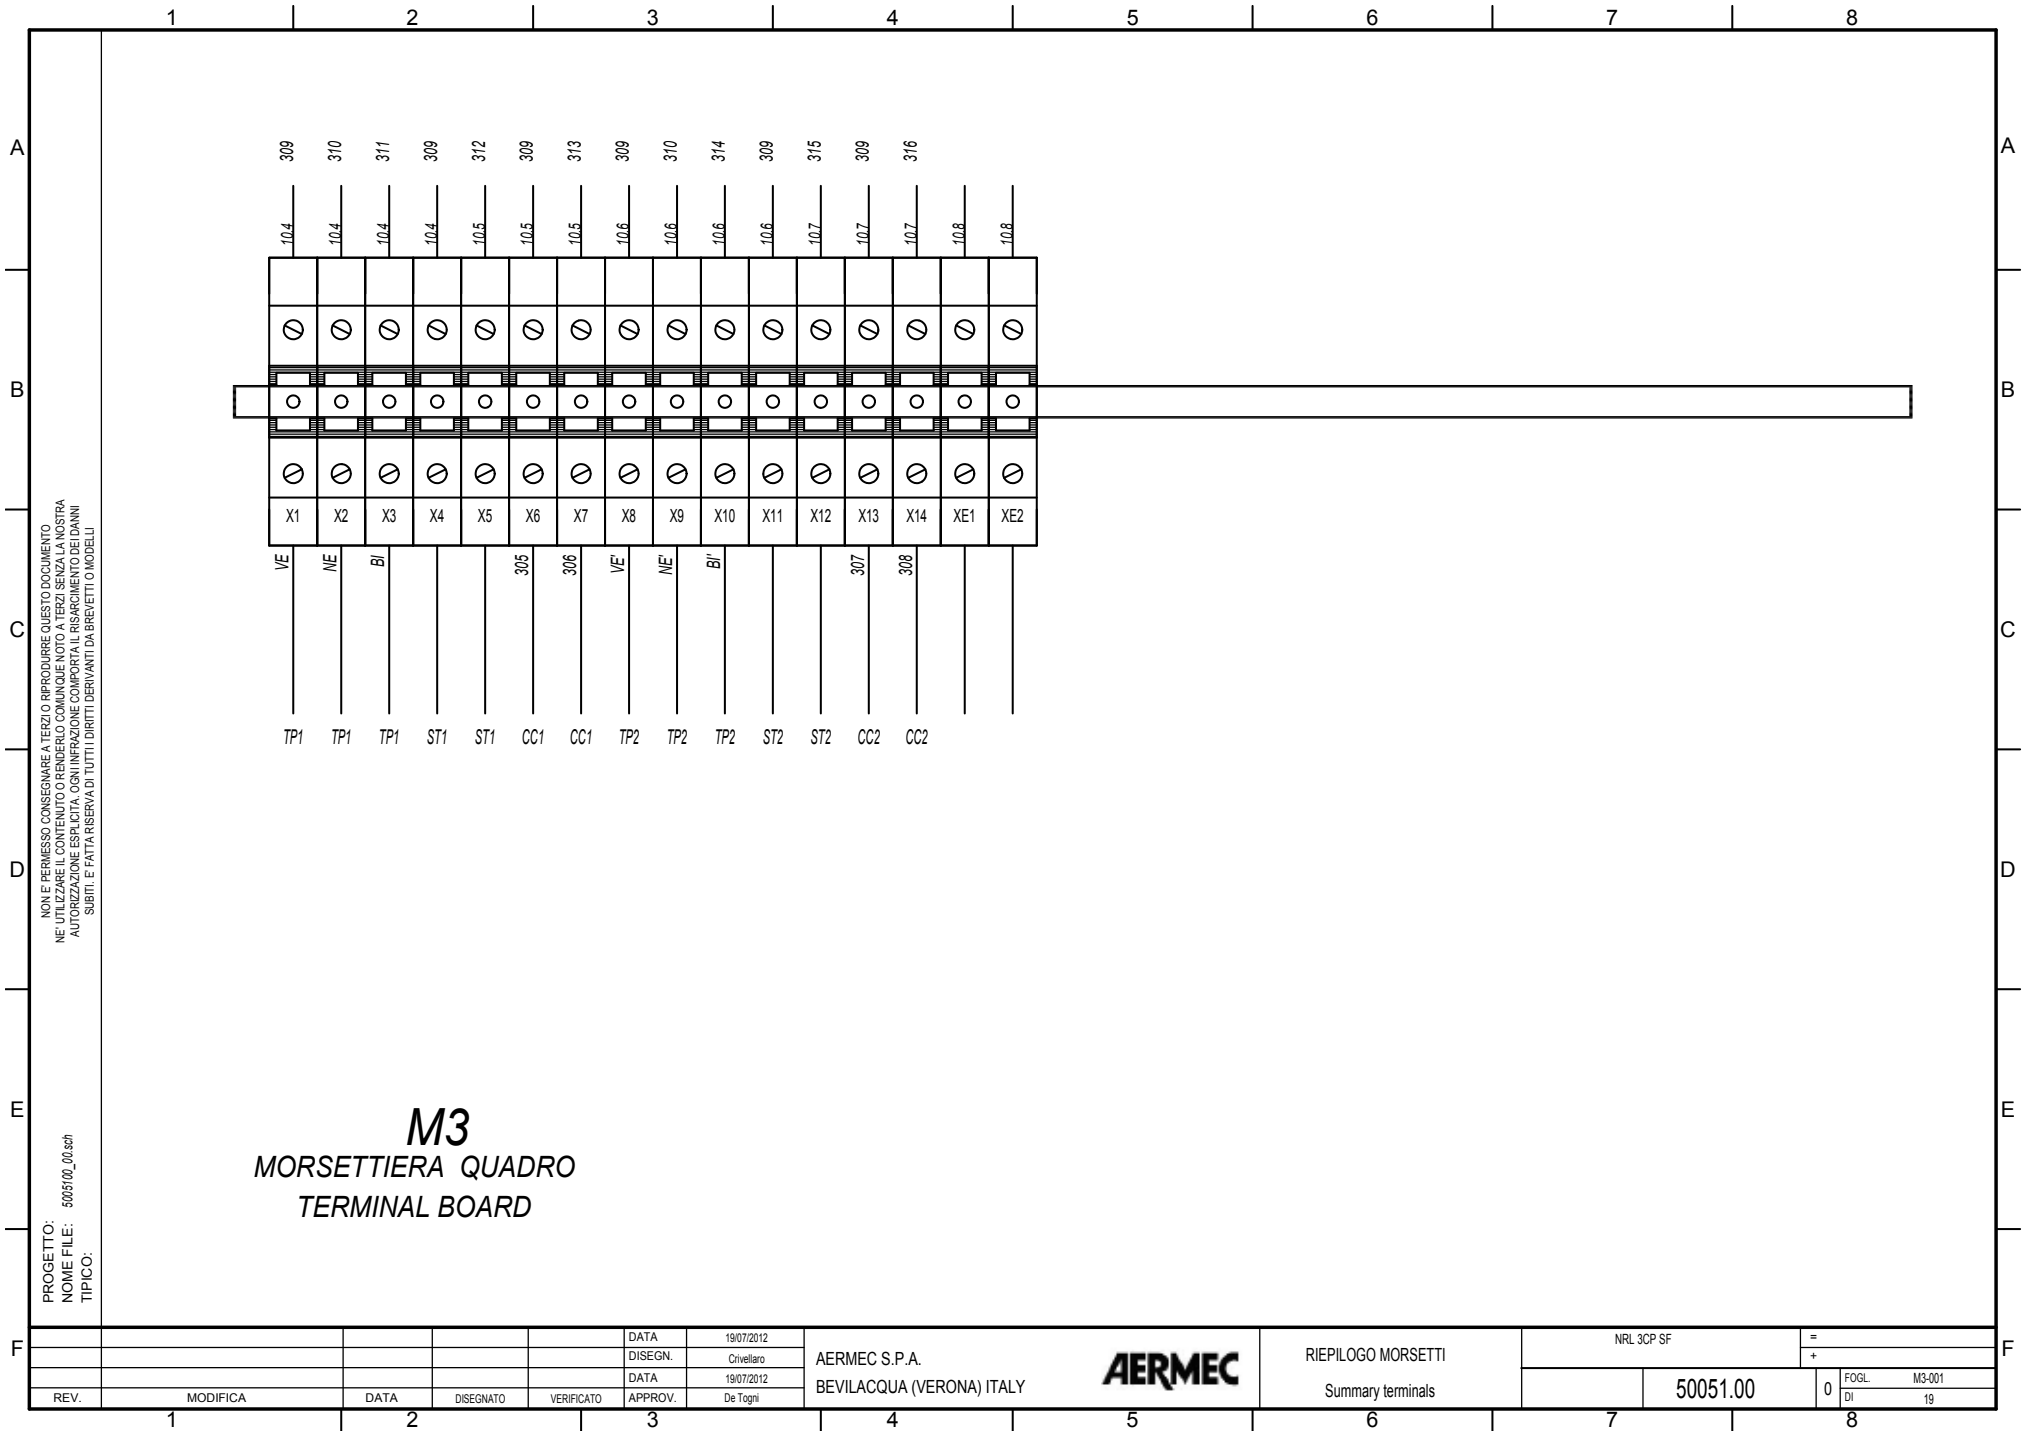 1 2 3 4 5 6 7 8
A A
309 310 311 309 312 309 313 309 310 314 309 315 309 316
10.4 10.4 10.4 10.4 10.5 10.5 10.5 10.6 10.6 10.6 10.6 10.7 10.7 10.7 10.8 10.8
B B
X1 X2 X3 X4 X5 X6 X7 X8 X9 X10 X11 X12 X13 X14 XE1 XE2
VE NE BI 305 306 VE' NE' BI' 307 308
C C
TP1 TP1 TP1 ST1 ST1 CC1 CC1 TP2 TP2 TP2 ST2 ST2 CC2 CC2
D D
NON E' PERMESSO CONSEGNARE A TERZI O RIPRODURRE QUESTO DOCUMENTO
NE' UTILIZZARE IL CONTENUTO O RENDERLO COMUNQUE NOTO A TERZI SENZA LA NOSTRA
AUTORIZZAZIONE ESPLICITA. OGNI INFRAZIONE COMPORTA IL RISARCIMENTO DEI DANNI
SUBITI. E' FATTA RISERVA DI TUTTI I DIRITTI DERIVANTI DA BREVETTI O MODELLI
E E
M3
MORSETTIERA QUADRO
TERMINAL BOARD
PROGETTO:
NOME FILE: 5005100_00.sch
TIPICO:
F F
DATA 19/07/2012
DISEGN. Crivellaro
DATA 19/07/2012
REV. MODIFICA DATA DISEGNATO VERIFICATO APPROV. De Togni
AERMEC S.P.A.
BEVILACQUA (VERONA) ITALY
AERMEC
RIEPILOGO MORSETTI
Summary terminals
NRL 3CP SF
=
+
50051.00
0
FOGL. M3-001
DI 19
1 2 3 4 5 6 7 8